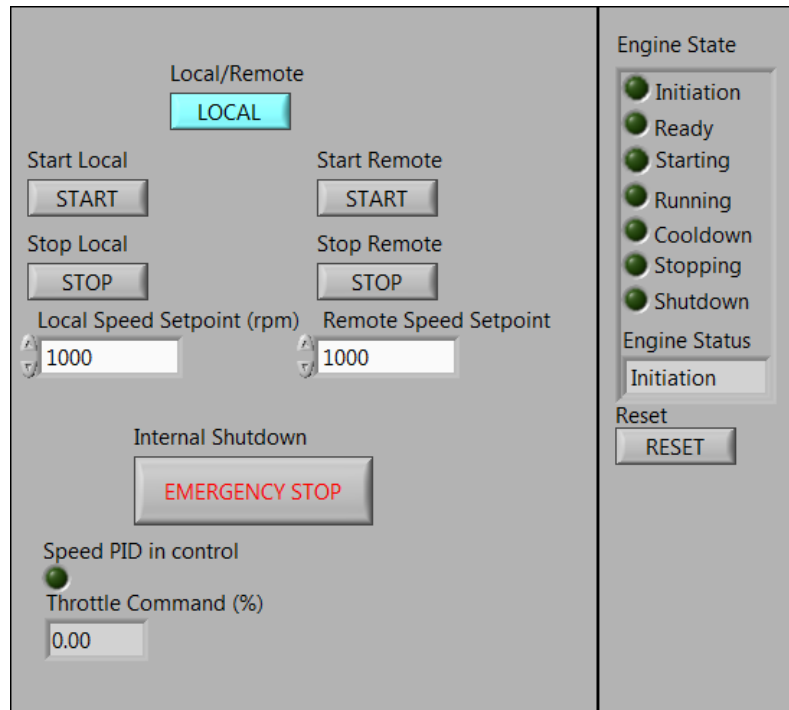 Local/Remote
LOCAL
Start Local
Start Remote
START
START
Stop Local
Stop Remote
STOP
STOP
Local Speed Setpoint (rpm)
Remote Speed Setpoint
1000
1000
Internal Shutdown
EMERGENCY STOP
Speed PID in control
Throttle Command (%)
0.00
Engine State
Initiation
Ready
Starting
Running
Cooldown
Stopping
Shutdown
Engine Status
Initiation
Reset
RESET